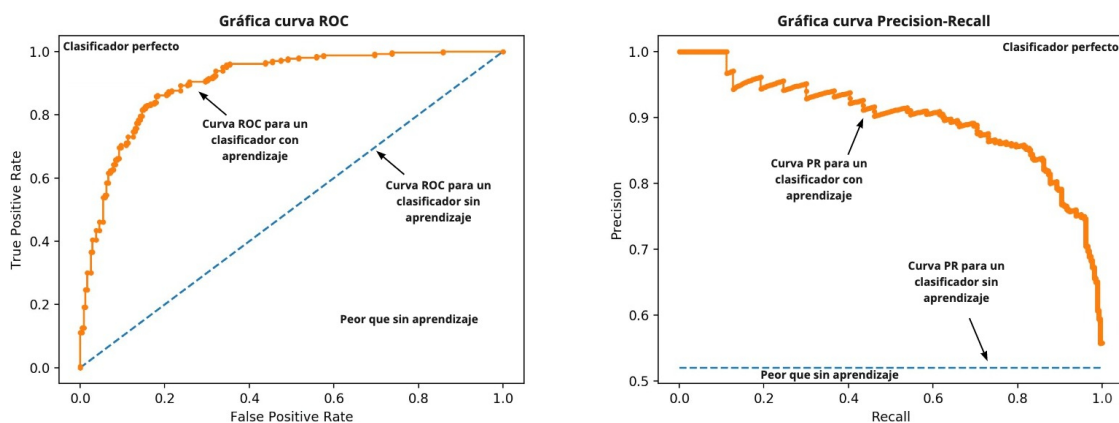 Gráfica curva ROC
1.0
0.8
0.6
0.4
0.2
0.0
True Positive Rate
Clasificador perfecto
Curva ROC para un
clasificador con
aprendizaje
Curva ROC para un
clasificador sin
aprendizaje
Peor que sin aprendizaje
0.0
0.2
0.4
0.6
0.8
1.0
False Positive Rate
Gráfica curva Precision-Recall
1.0
0.9
0.8
0.7
0.6
0.5
Precision
Clasificador perfecto
Curva PR para un
clasificador con
aprendizaje
Curva PR para un
clasificador sin
aprendizaje
Peor que sin aprendizaje
0.0
0.2
0.4
0.6
0.8
1.0
Recall